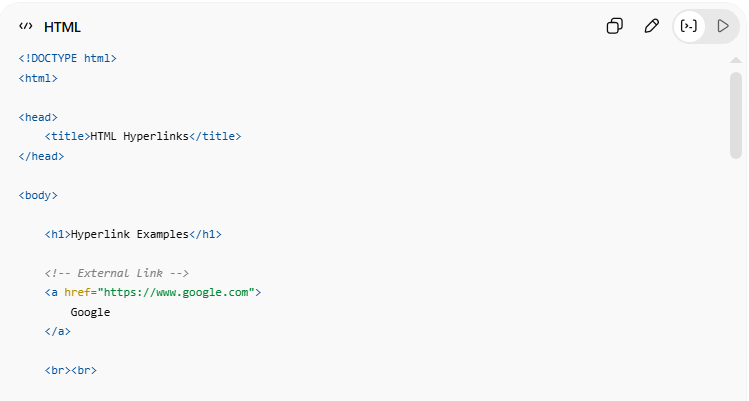 HTML
<!DOCTYPE html>
<html>
<head>
<title>HTML Hyperlinks</title>
</head>
<body>
<h1>Hyperlink Examples</h1>
<!-- External Link -->
<a href="https://www.google.com">
Google
</a>
<br><br>